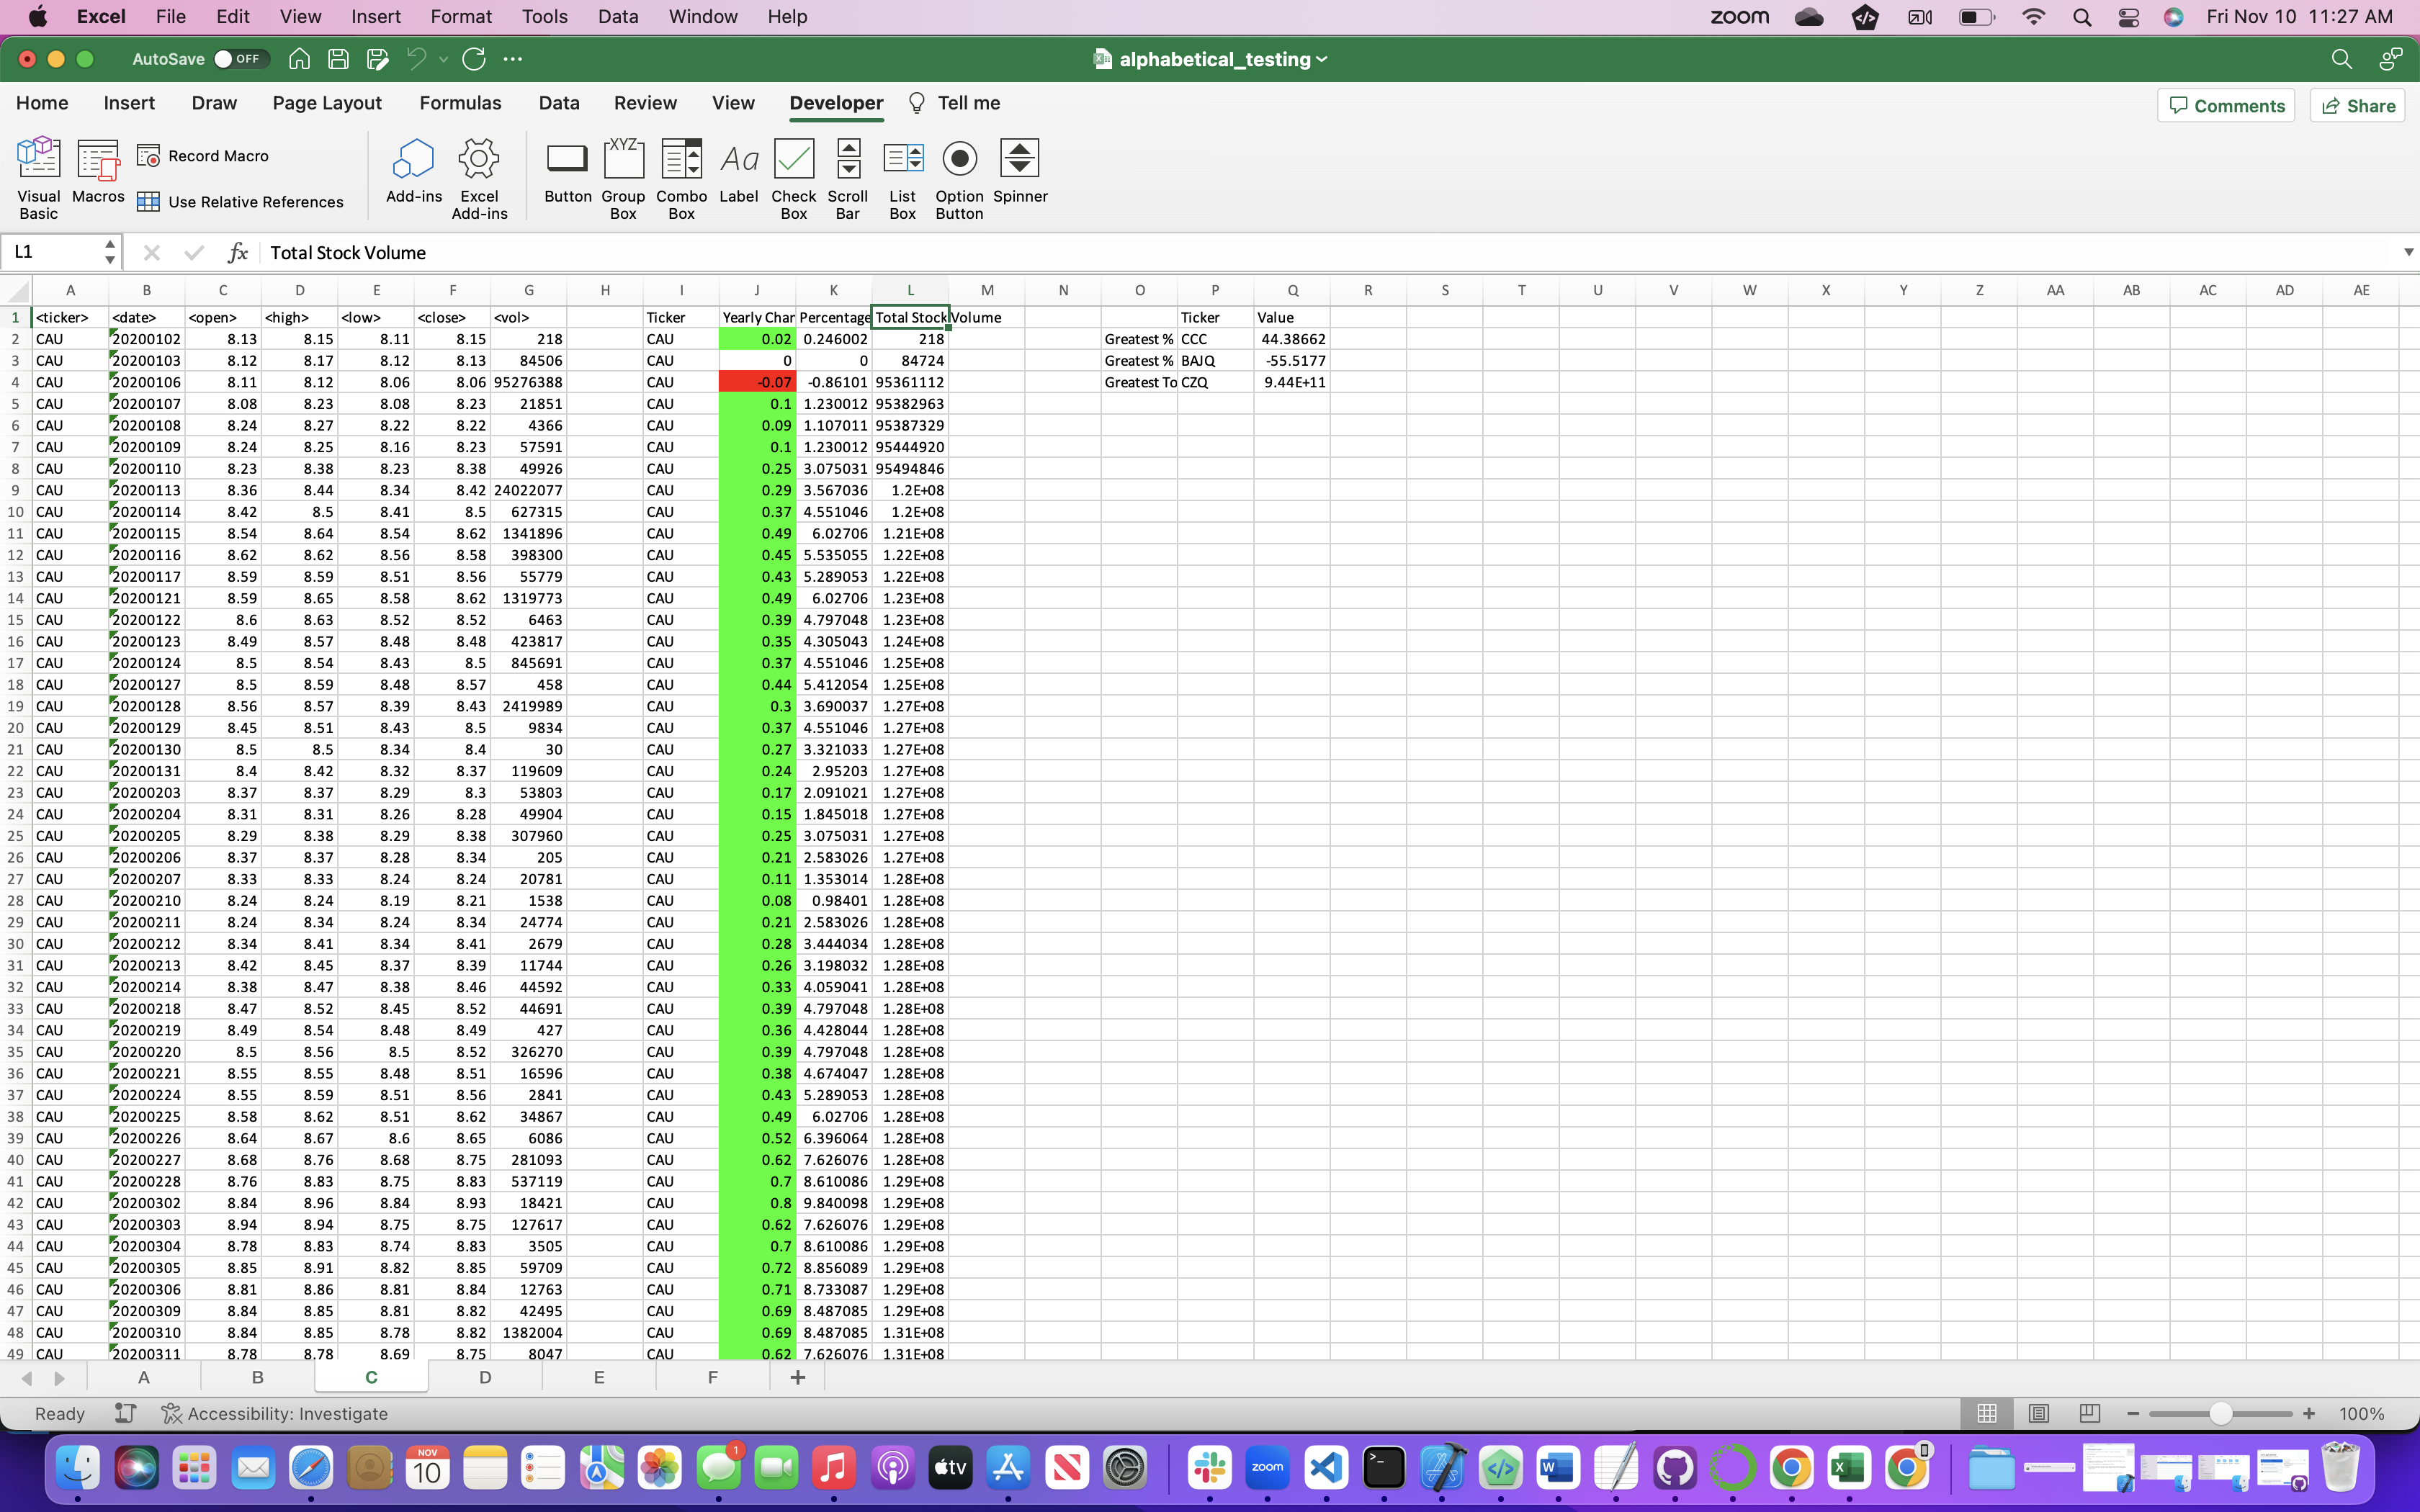 Excel File Edit View Insert Format Tools Data Window Help zoom Fri Nov 10 11:27 AM
AutoSave OFF alphabetical_testing
Home Insert Draw Page Layout Formulas Data Review View Developer Tell me Comments Share
Visual Basic Macros Record Macro Use Relative References Add-ins Excel Add-ins XYZ Button Group Box Combo Box Aa Label Check Box Scroll Bar List Box Option Button Spinner
L1 fx Total Stock Volume
A B C D E F G H I J K L M N O P Q R S T U V W X Y Z AA AB AC AD AE
1 <ticker> <date> <open> <high> <low> <close> <vol> Ticker Yearly Char Percentage Total Stock Volume Ticker Value
2 CAU 20200102 8.13 8.15 8.11 8.15 218 CAU 0.02 0.246002 218 Greatest % CCC 44.38662
3 CAU 20200103 8.12 8.17 8.12 8.13 84506 CAU 0 0 84724 Greatest % BAJQ -55.5177
4 CAU 20200106 8.11 8.12 8.06 8.06 95276388 CAU -0.07 -0.86101 95361112 Greatest To CZQ 9.44E+11
5 CAU 20200107 8.08 8.23 8.08 8.23 21851 CAU 0.1 1.230012 95382963
6 CAU 20200108 8.24 8.27 8.22 8.22 4366 CAU 0.09 1.107011 95387329
7 CAU 20200109 8.24 8.25 8.16 8.23 57591 CAU 0.1 1.230012 95444920
8 CAU 20200110 8.23 8.38 8.23 8.38 49926 CAU 0.25 3.075031 95494846
9 CAU 20200113 8.36 8.44 8.34 8.42 24022077 CAU 0.29 3.567036 1.2E+08
10 CAU 20200114 8.42 8.5 8.41 8.5 627315 CAU 0.37 4.551046 1.2E+08
11 CAU 20200115 8.54 8.64 8.54 8.62 1341896 CAU 0.49 6.02706 1.21E+08
12 CAU 20200116 8.62 8.62 8.56 8.58 398300 CAU 0.45 5.535055 1.22E+08
13 CAU 20200117 8.59 8.59 8.51 8.56 55779 CAU 0.43 5.289053 1.22E+08
14 CAU 20200121 8.59 8.65 8.58 8.62 1319773 CAU 0.49 6.02706 1.23E+08
15 CAU 20200122 8.6 8.63 8.52 8.52 6463 CAU 0.39 4.797048 1.23E+08
16 CAU 20200123 8.49 8.57 8.48 8.48 423817 CAU 0.35 4.305043 1.24E+08
17 CAU 20200124 8.5 8.54 8.43 8.5 845691 CAU 0.37 4.551046 1.25E+08
18 CAU 20200127 8.5 8.59 8.48 8.57 458 CAU 0.44 5.412054 1.25E+08
19 CAU 20200128 8.56 8.57 8.39 8.43 2419989 CAU 0.3 3.690037 1.27E+08
20 CAU 20200129 8.45 8.51 8.43 8.5 9834 CAU 0.37 4.551046 1.27E+08
21 CAU 20200130 8.5 8.5 8.34 8.4 30 CAU 0.27 3.321033 1.27E+08
22 CAU 20200131 8.4 8.42 8.32 8.37 119609 CAU 0.24 2.95203 1.27E+08
23 CAU 20200203 8.37 8.37 8.29 8.3 53803 CAU 0.17 2.091021 1.27E+08
24 CAU 20200204 8.31 8.31 8.26 8.28 49904 CAU 0.15 1.845018 1.27E+08
25 CAU 20200205 8.29 8.38 8.29 8.38 307960 CAU 0.25 3.075031 1.27E+08
26 CAU 20200206 8.37 8.37 8.28 8.34 205 CAU 0.21 2.583026 1.27E+08
27 CAU 20200207 8.33 8.33 8.24 8.24 20781 CAU 0.11 1.353014 1.28E+08
28 CAU 20200210 8.24 8.24 8.19 8.21 1538 CAU 0.08 0.98401 1.28E+08
29 CAU 20200211 8.24 8.34 8.24 8.34 24774 CAU 0.21 2.583026 1.28E+08
30 CAU 20200212 8.34 8.41 8.34 8.41 2679 CAU 0.28 3.444034 1.28E+08
31 CAU 20200213 8.42 8.45 8.37 8.39 11744 CAU 0.26 3.198032 1.28E+08
32 CAU 20200214 8.38 8.47 8.38 8.46 44592 CAU 0.33 4.059041 1.28E+08
33 CAU 20200218 8.47 8.52 8.45 8.52 44691 CAU 0.39 4.797048 1.28E+08
34 CAU 20200219 8.49 8.54 8.48 8.49 427 CAU 0.36 4.428044 1.28E+08
35 CAU 20200220 8.5 8.56 8.5 8.52 326270 CAU 0.39 4.797048 1.28E+08
36 CAU 20200221 8.55 8.55 8.48 8.51 16596 CAU 0.38 4.674047 1.28E+08
37 CAU 20200224 8.55 8.59 8.51 8.56 2841 CAU 0.43 5.289053 1.28E+08
38 CAU 20200225 8.58 8.62 8.51 8.62 34867 CAU 0.49 6.02706 1.28E+08
39 CAU 20200226 8.64 8.67 8.6 8.65 6086 CAU 0.52 6.396064 1.28E+08
40 CAU 20200227 8.68 8.76 8.68 8.75 281093 CAU 0.62 7.626076 1.28E+08
41 CAU 20200228 8.76 8.83 8.75 8.83 537119 CAU 0.7 8.610086 1.29E+08
42 CAU 20200302 8.84 8.96 8.84 8.93 18421 CAU 0.8 9.840098 1.29E+08
43 CAU 20200303 8.94 8.94 8.75 8.75 127617 CAU 0.62 7.626076 1.29E+08
44 CAU 20200304 8.78 8.83 8.74 8.83 3505 CAU 0.7 8.610086 1.29E+08
45 CAU 20200305 8.85 8.91 8.82 8.85 59709 CAU 0.72 8.856089 1.29E+08
46 CAU 20200306 8.81 8.86 8.81 8.84 12763 CAU 0.71 8.733087 1.29E+08
47 CAU 20200309 8.84 8.85 8.81 8.82 42495 CAU 0.69 8.487085 1.29E+08
48 CAU 20200310 8.84 8.85 8.78 8.82 1382004 CAU 0.69 8.487085 1.31E+08
49 CAU 20200311 8.78 8.78 8.69 8.75 8047 CAU 0.62 7.626076 1.31E+08
A B C D E F +
Ready Accessibility: Investigate 100%
NOV 10 1 tv zoom W X